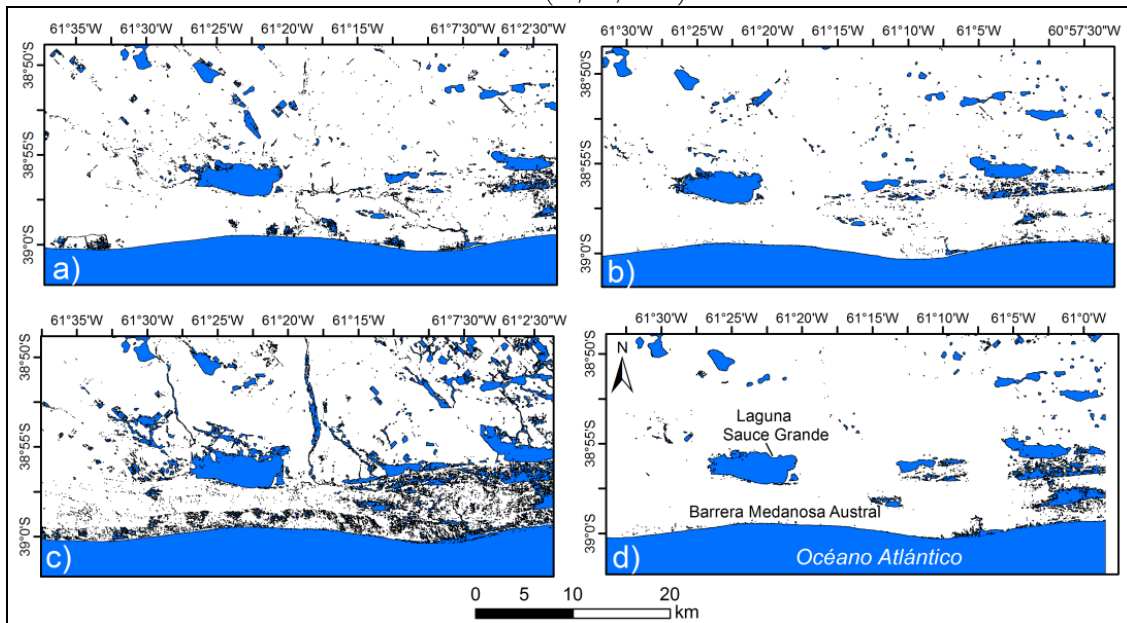 61°35'W 61°30'W 61°25'W 61°20'W 61°15'W 61°7'30"W 61°2'30"W
38°50'S
38°55'S
39°0'S
a)
61°30'W 61°25'W 61°20'W 61°10'W 61°5'W 60°57'30"W
38°50'S
38°55'S
39°0'S
b)
61°35'W 61°30'W 61°25'W 61°20'W 61°15'W 61°7'30"W 61°2'30"W
38°50'S
38°55'S
39°0'S
c)
61°30'W 61°25'W 61°20'W 61°15'W 61°10'W 61°5'W 61°0'W
38°50'S
38°55'S
39°0'S
N
Laguna
Sauce Grande
Barrera Medanosa Austral
Océano Atlántico
d)
0 5 10 20
km